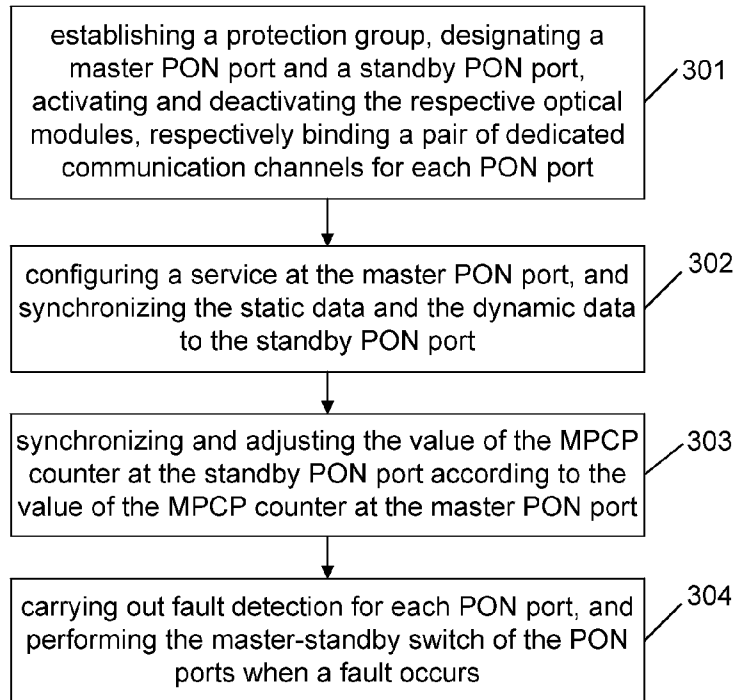 establishing a protection group, designating a
master PON port and a standby PON port,
activating and deactivating the respective optical
modules, respectively binding a pair of dedicated
communication channels for each PON port
301
configuring a service at the master PON port, and
synchronizing the static data and the dynamic data
to the standby PON port
302
synchronizing and adjusting the value of the MPCP
counter at the standby PON port according to the
value of the MPCP counter at the master PON port
303
carrying out fault detection for each PON port, and
performing the master-standby switch of the PON
ports when a fault occurs
304